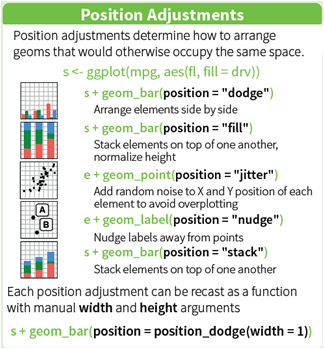 Position Adjustments
Position adjustments determine how to arrange
geoms that would otherwise occupy the same space.
s <- ggplot(mpg, aes(fl, fill = drv))
s + geom_bar(position = "dodge")
Arrange elements side by side
s + geom_bar(position = "fill")
Stack elements on top of one another,
normalize height
e + geom_point(position = "jitter")
Add random noise to X and Y position of each
element to avoid overplotting
A
B
e + geom_label(position = "nudge")
Nudge labels away from points
s + geom_bar(position = "stack")
Stack elements on top of one another
Each position adjustment can be recast as a function
with manual width and height arguments
s + geom_bar(position = position_dodge(width = 1))